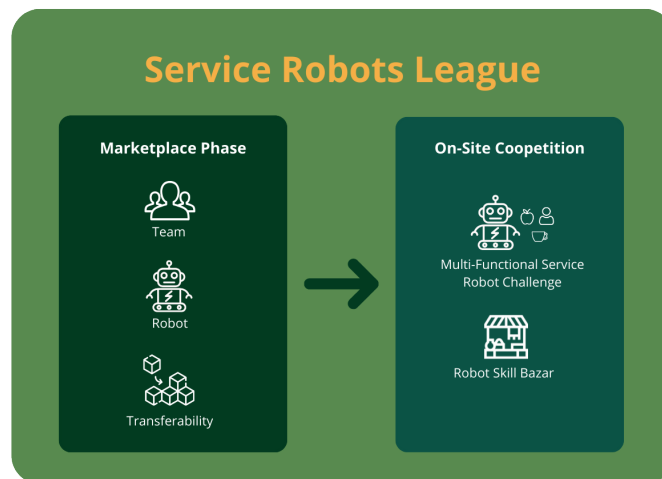 Service Robots League
Marketplace Phase
Team
Robot
Transferability
On-Site Coopetition
Multi-Functional Service
Robot Challenge
Robot Skill Bazar